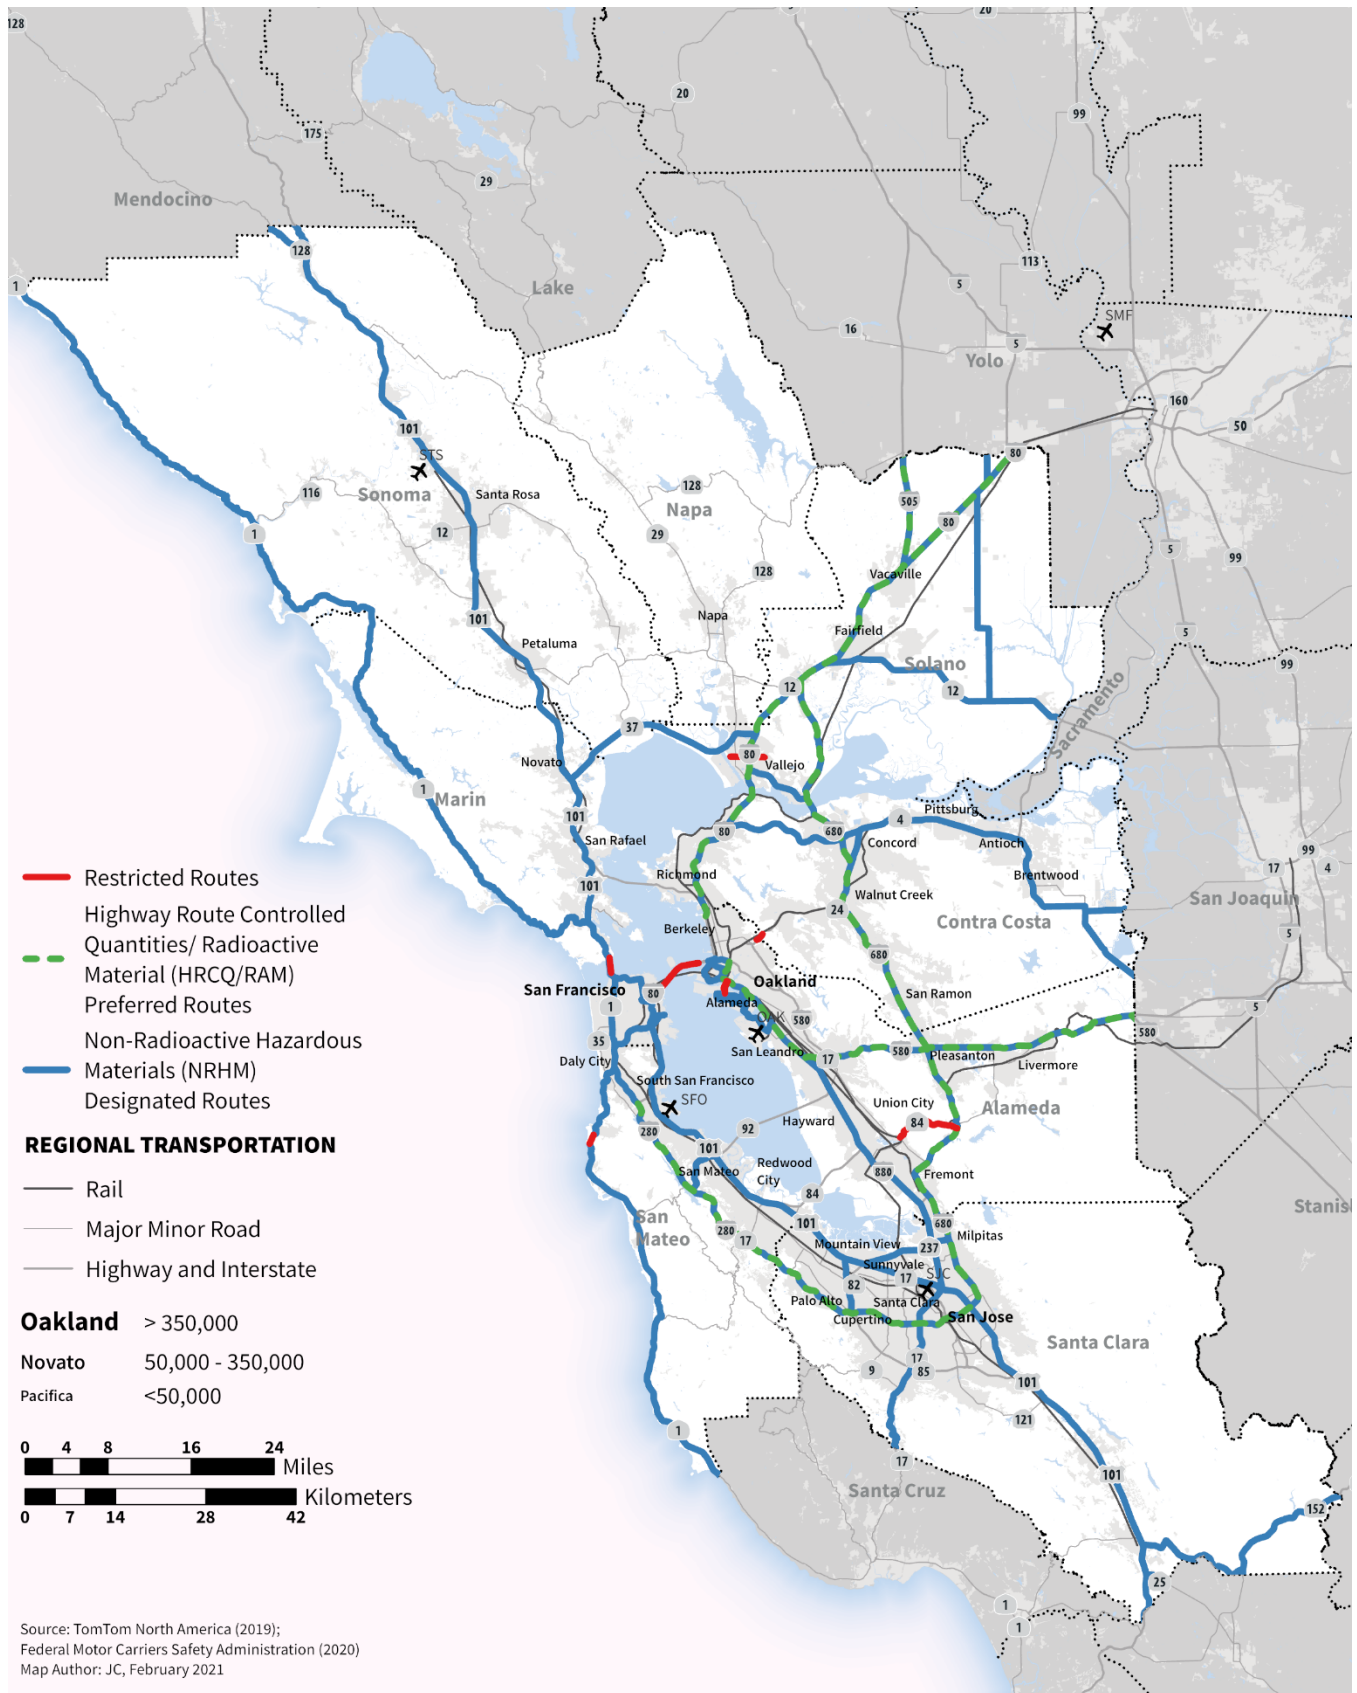 128
20
20
99
175
29
Mendocino
128
113
1
Lake
5
SMF
16
5
Yolo
160
50
101
STS
80
116
Sonoma
Santa Rosa
128
Napa
505
80
1
12
29
5
99
128
Vacaville
101
Napa
Fairfield
5
Petaluma
Solano
99
12
12
Sacramento
37
Novato
80
Vallejo
1
Marin
101
Pittsburg
4
80
680
San Rafael
Concord
Antioch
99
17
4
Richmond
Brentwood
101
Walnut Creek
San Joaquin
24
Contra Costa
Berkeley
5
680
San Francisco
Oakland
80
San Ramon
Alameda
1
5
OAK
580
580
35
San Leandro
17
580
Pleasanton
Daly City
Livermore
South San Francisco
SFO
Union City
Alameda
84
Hayward
280
92
101
San Mateo
Redwood
City
880
Fremont
84
San
Mateo
280
17
101
680
Milpitas
Mountain View
237
Sunnyvale
SJC
17
82
Palo Alto
Santa Clara
Cupertino
San Jose
Stanisl
Santa Clara
17
9
85
101
121
1
17
101
Santa Cruz
152
25
1
1
Restricted Routes
Highway Route Controlled
Quantities/ Radioactive
Material (HRCQ/RAM)
Preferred Routes
Non-Radioactive Hazardous
Materials (NRHM)
Designated Routes
REGIONAL TRANSPORTATION
Rail
Major Minor Road
Highway and Interstate
Oakland > 350,000
Novato 50,000 - 350,000
Pacifica <50,000
0 4 8 16 24
Miles
Kilometers
0 7 14 28 42
Source: TomTom North America (2019);
Federal Motor Carriers Safety Administration (2020)
Map Author: JC, February 2021